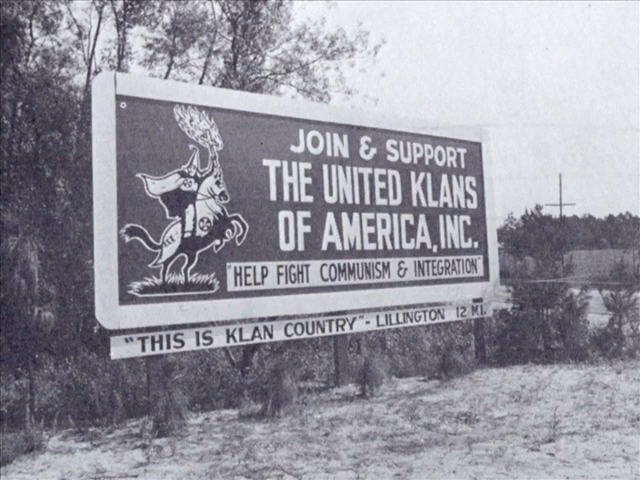 JOIN & SUPPORT
THE UNITED KLANS
OF AMERICA, INC.
"HELP FIGHT COMMUNISM & INTEGRATION"
"THIS IS KLAN COUNTRY" - LILLINGTON 12 MI.